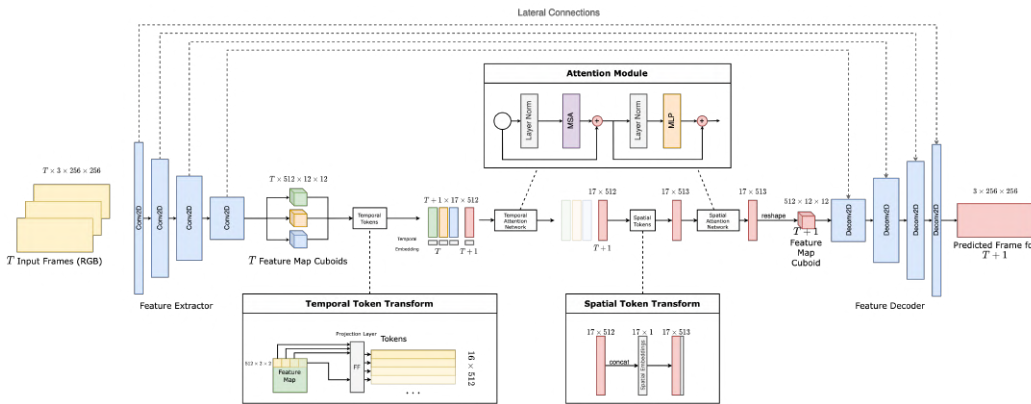 Lateral Connections
Attention Module
Layer Norm
MSA
+
Layer Norm
MLP
+
T × 3 × 256 × 256
T Input Frames (RGB)
Conv2D
Conv2D
Conv2D
Conv2D
Feature Extractor
T × 512 × 12 × 12
T Feature Map Cuboids
Temporal
Tokens
T + 1 × 17 × 512
Temporal
Embedding
T
T + 1
Temporal
Attention
Network
17 × 512
T + 1
Spatial
Tokens
17 × 513
Spatial
Attention
Network
17 × 513
reshape
512 × 12 × 12
T + 1
Feature
Map
Cuboid
Deconv2D
Deconv2D
Deconv2D
Deconv2D
Feature Decoder
3 × 256 × 256
Predicted Frame for
T + 1
Temporal Token Transform
Projection Layer
Tokens
512 × 2 × 2
Feature
Map
FF
16 × 512
...
Spatial Token Transform
17 × 512
17 × 1
17 × 513
concat
Spatial Embeddings